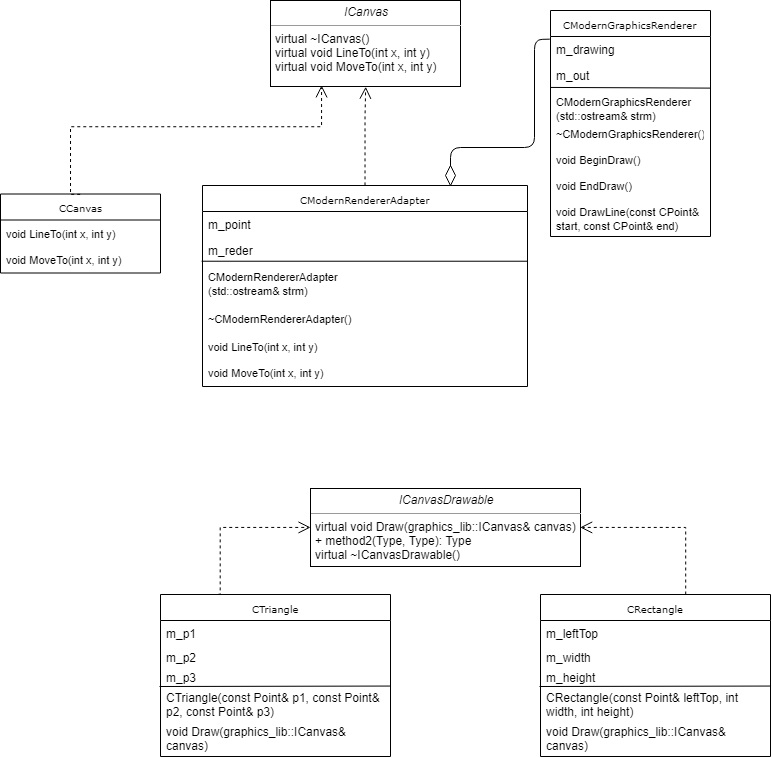 ICanvas
virtual ~ICanvas()
virtual void LineTo(int x, int y)
virtual void MoveTo(int x, int y)
CModernGraphicsRenderer
m_drawing
m_out
CModernGraphicsRenderer
(std::ostream& strm)
~CModernGraphicsRenderer()
void BeginDraw()
void EndDraw()
void DrawLine(const CPoint&
start, const CPoint& end)
CCanvas
void LineTo(int x, int y)
void MoveTo(int x, int y)
CModernRendererAdapter
m_point
m_reder
CModernRendererAdapter
(std::ostream& strm)
~CModernRendererAdapter()
void LineTo(int x, int y)
void MoveTo(int x, int y)
ICanvasDrawable
virtual void Draw(graphics_lib::ICanvas& canvas)
+ method2(Type, Type): Type
virtual ~ICanvasDrawable()
CTriangle
m_p1
m_p2
m_p3
CTriangle(const Point& p1, const Point&
p2, const Point& p3)
void Draw(graphics_lib::ICanvas&
canvas)
CRectangle
m_leftTop
m_width
m_height
CRectangle(const Point& leftTop, int
width, int height)
void Draw(graphics_lib::ICanvas&
canvas)